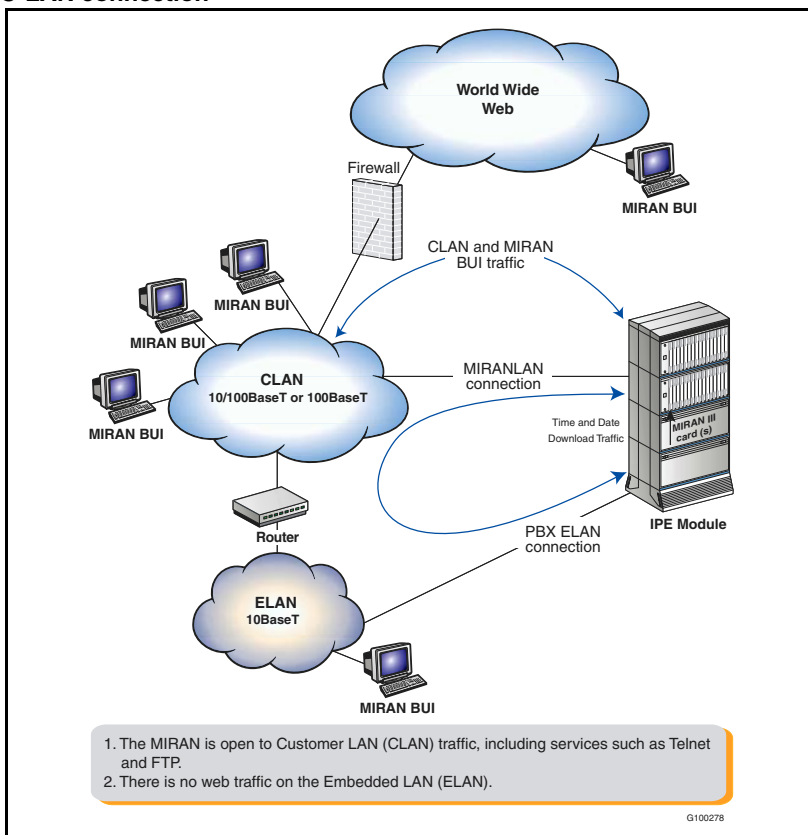 World Wide
Web
Firewall
MIRAN BUI
CLAN and MIRAN
BUI traffic
MIRAN BUI
MIRAN BUI
MIRAN BUI
CLAN
10/100BaseT or 100BaseT
MIRANLAN
connection
Time and Date
Download Traffic
MIRAN III
card (s)
IPE Module
Router
PBX ELAN
connection
ELAN
10BaseT
MIRAN BUI
1. The MIRAN is open to Customer LAN (CLAN) traffic, including services such as Telnet
and FTP.
2. There is no web traffic on the Embedded LAN (ELAN).
G100278